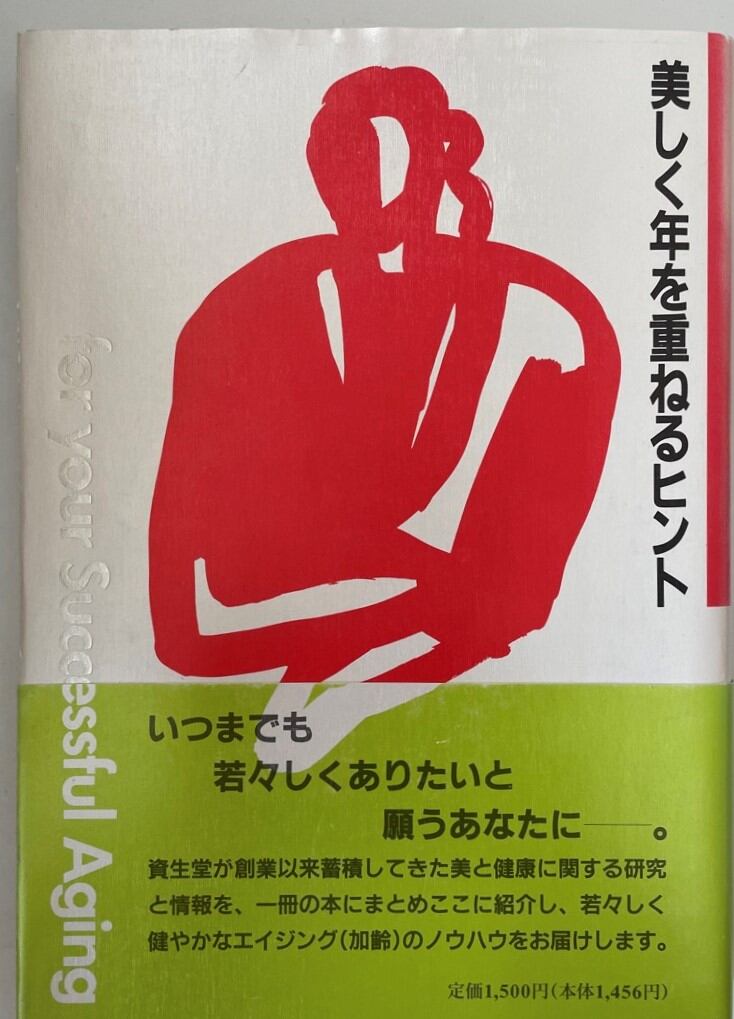 美しく年を重ねるヒント
for your Successful Aging
いつまでも
若々しくありたいと
願うあなたに——。
資生堂が創業以来蓄積してきた美と健康に関する研究
と情報を、一冊の本にまとめここに紹介し、若々しく
健やかなエイジング(加齢)のノウハウをお届けします。
定価1,500円(本体1,456円)